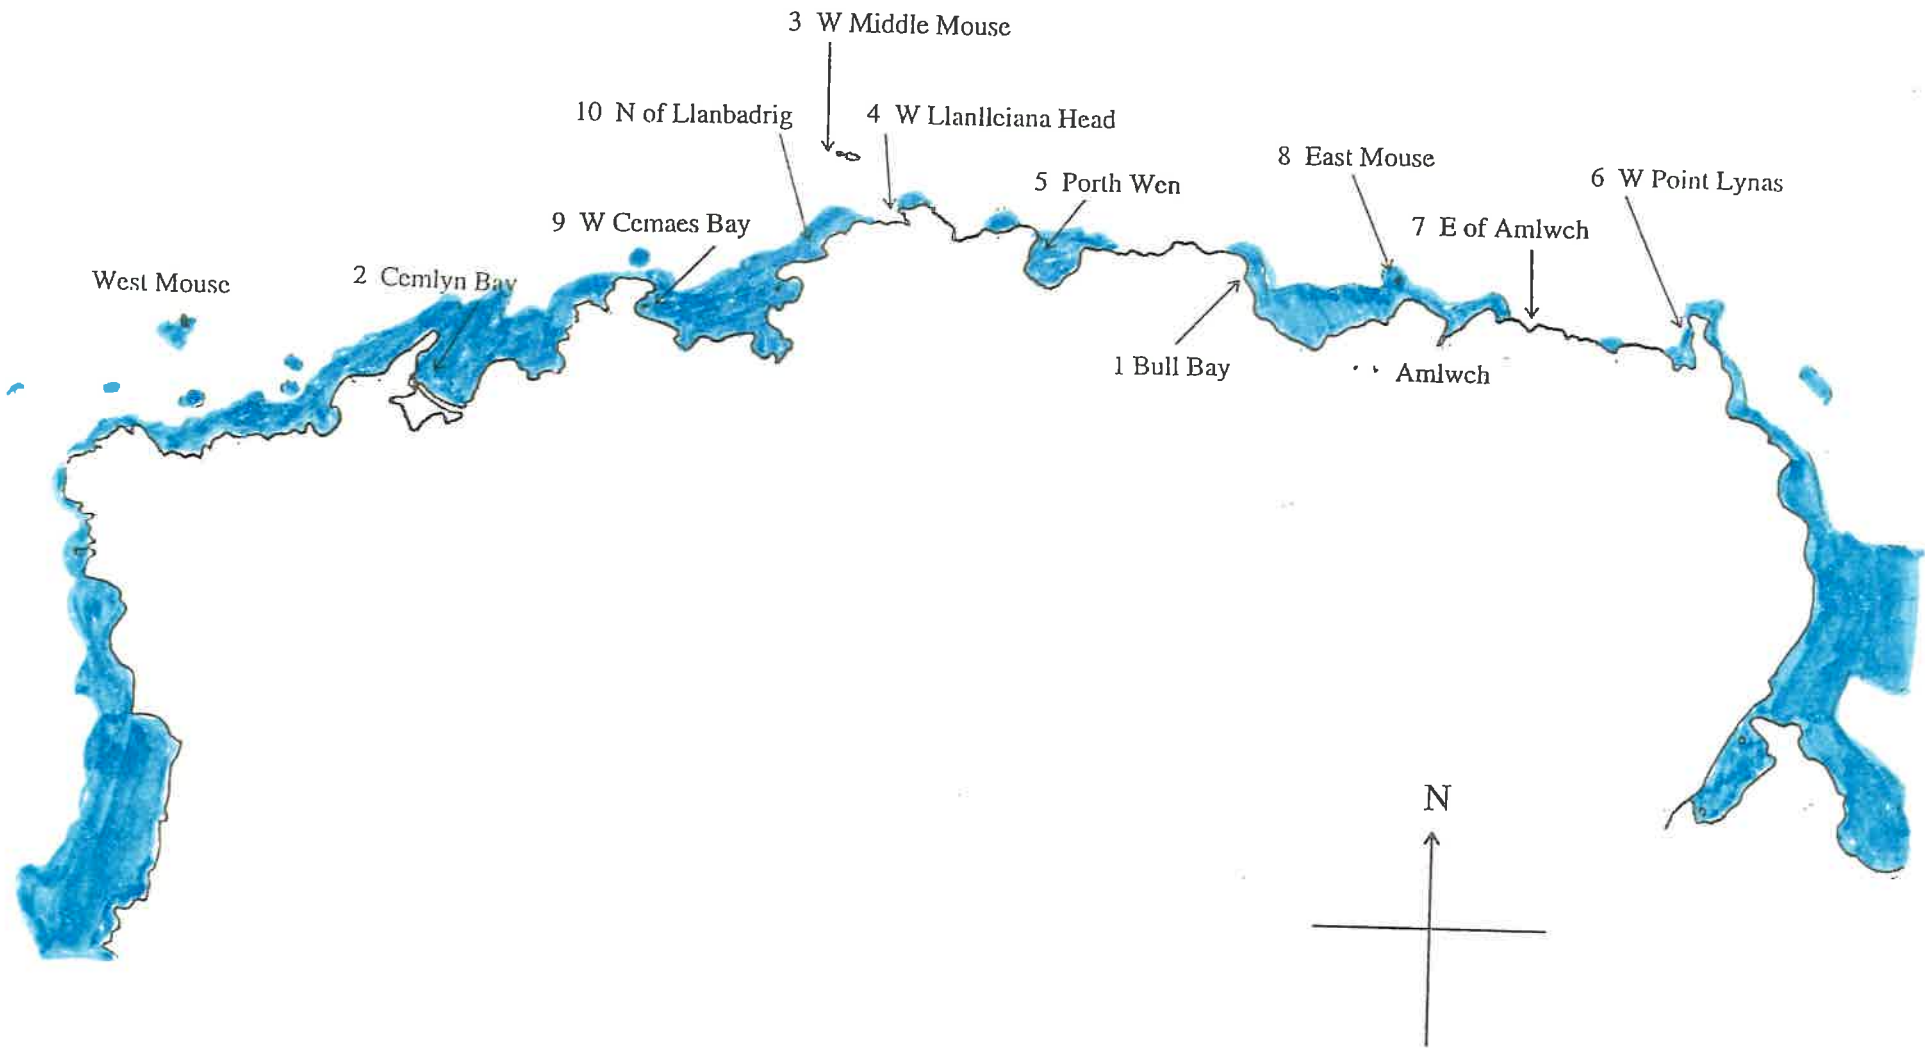 3 W Middle Mouse
10 N of Llanbadrig
4 W Llanlleiana Head
8 East Mouse
5 Porth Wen
6 W Point Lynas
9 W Cemaes Bay
7 E of Amlwch
West Mouse
2 Cemlyn Bay
1 Bull Bay
Amlwch
N